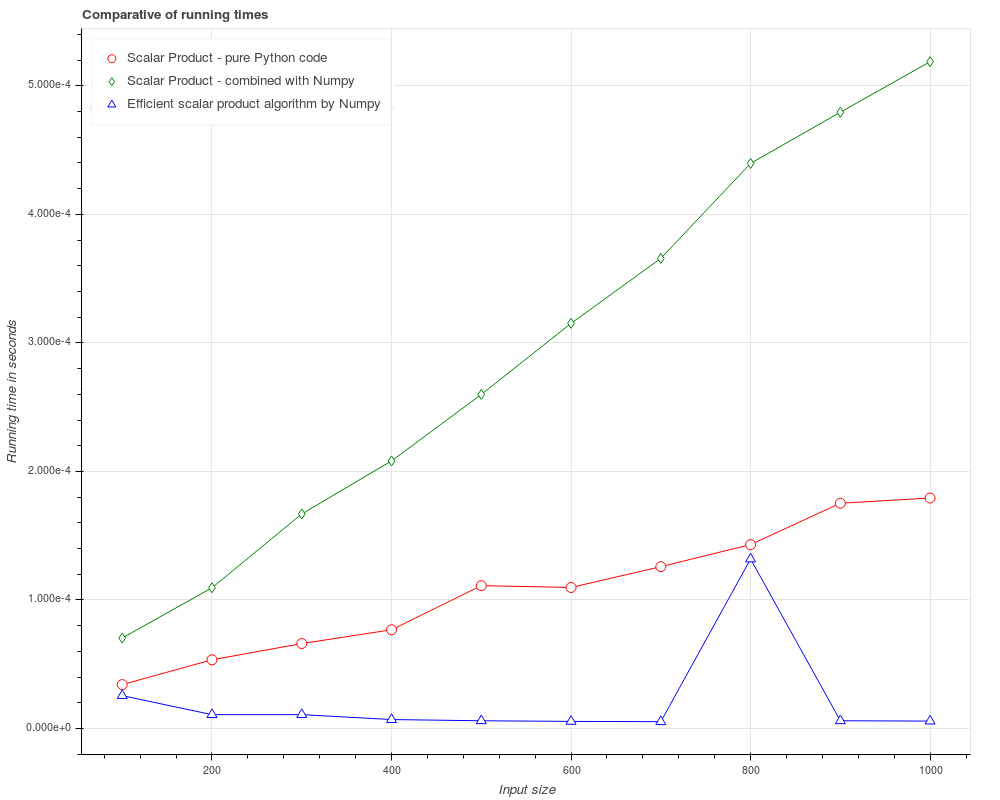 Comparative of running times
Scalar Product - pure Python code
Scalar Product - combined with Numpy
Efficient scalar product algorithm by Numpy
5.000e-4
4.000e-4
3.000e-4
2.000e-4
1.000e-4
0.000e+0
Running time in seconds
200 400 600 800 1000
Input size